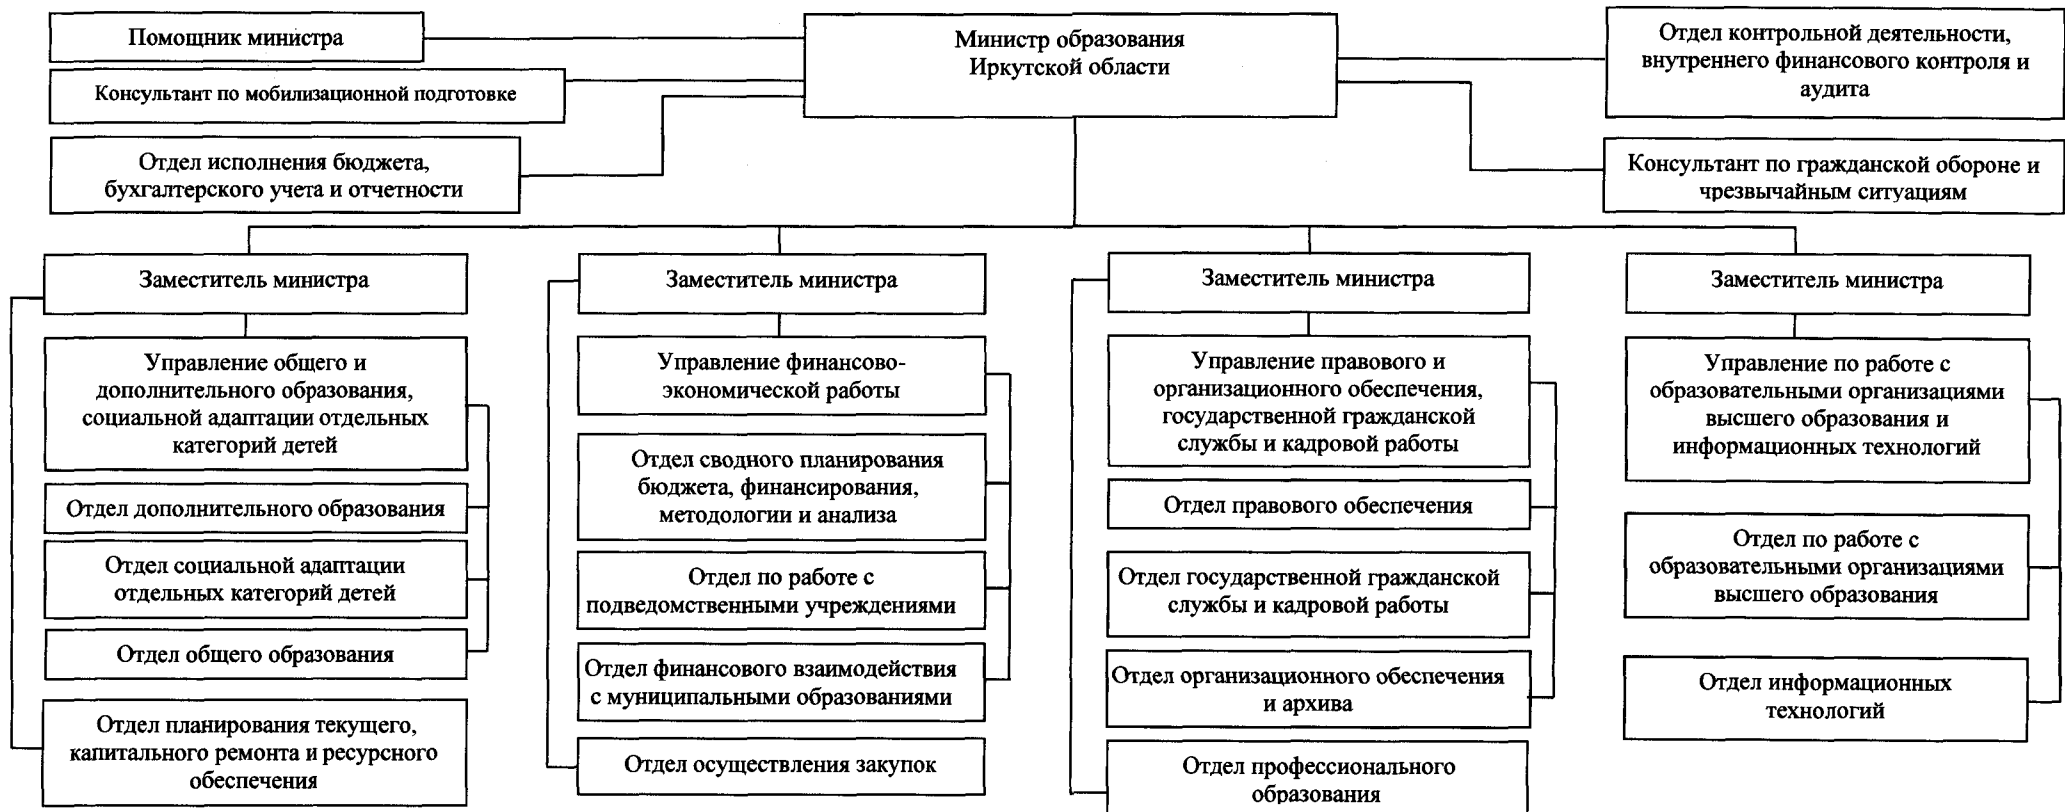 Помощник министра
Консультант по мобилизационной подготовке
Отдел исполнения бюджета,
бухгалтерского учета и отчетности
Министр образования
Иркутской области
Отдел контрольной деятельности,
внутреннего финансового контроля и
аудита
Консультант по гражданской обороне и
чрезвычайным ситуациям
Заместитель министра
Управление общего и
дополнительного образования,
социальной адаптации отдельных
категорий детей
Отдел дополнительного образования
Отдел социальной адаптации
отдельных категорий детей
Отдел общего образования
Отдел планирования текущего,
капитального ремонта и ресурсного
обеспечения
Заместитель министра
Управление финансово-
экономической работы
Отдел сводного планирования
бюджета, финансирования,
методологии и анализа
Отдел по работе с
подведомственными учреждениями
Отдел финансового взаимодействия
с муниципальными образованиями
Отдел осуществления закупок
Заместитель министра
Управление правового и
организационного обеспечения,
государственной гражданской
службы и кадровой работы
Отдел правового обеспечения
Отдел государственной гражданской
службы и кадровой работы
Отдел организационного обеспечения
и архива
Отдел профессионального
образования
Заместитель министра
Управление по работе с
образовательными организациями
высшего образования и
информационных технологий
Отдел по работе с
образовательными организациями
высшего образования
Отдел информационных
технологий